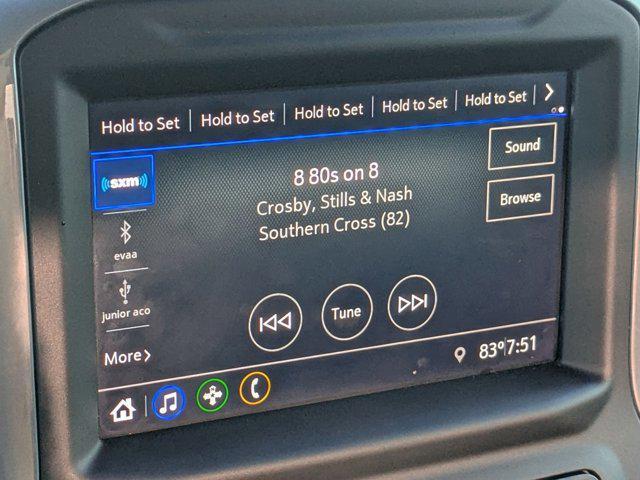 Hold to Set Hold to Set Hold to Set Hold to Set Hold to Set
sxm
8 80s on 8
Sound
Crosby, Stills & Nash
Browse
Southern Cross (82)
evaa
junior aco
Tune
More
83° 7:51